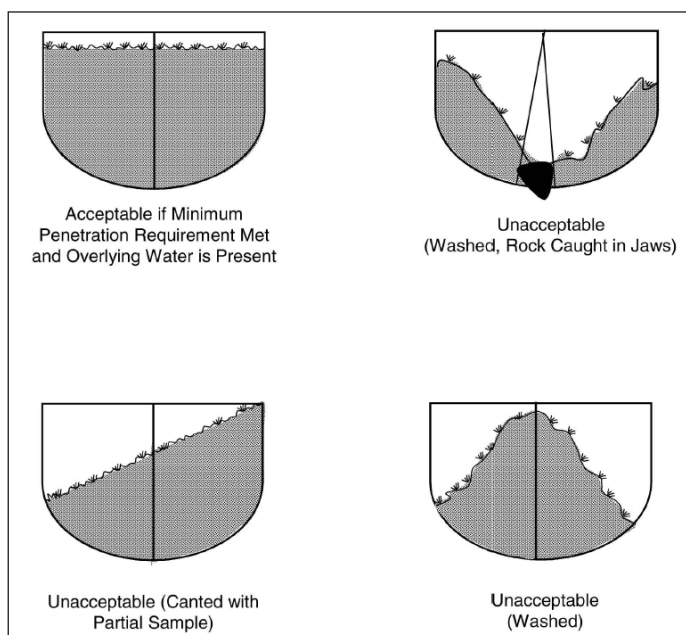 Acceptable if Minimum
Penetration Requirement Met
and Overlying Water is Present
Unacceptable
(Washed, Rock Caught in Jaws)
Unacceptable (Canted with
Partial Sample)
Unacceptable
(Washed)